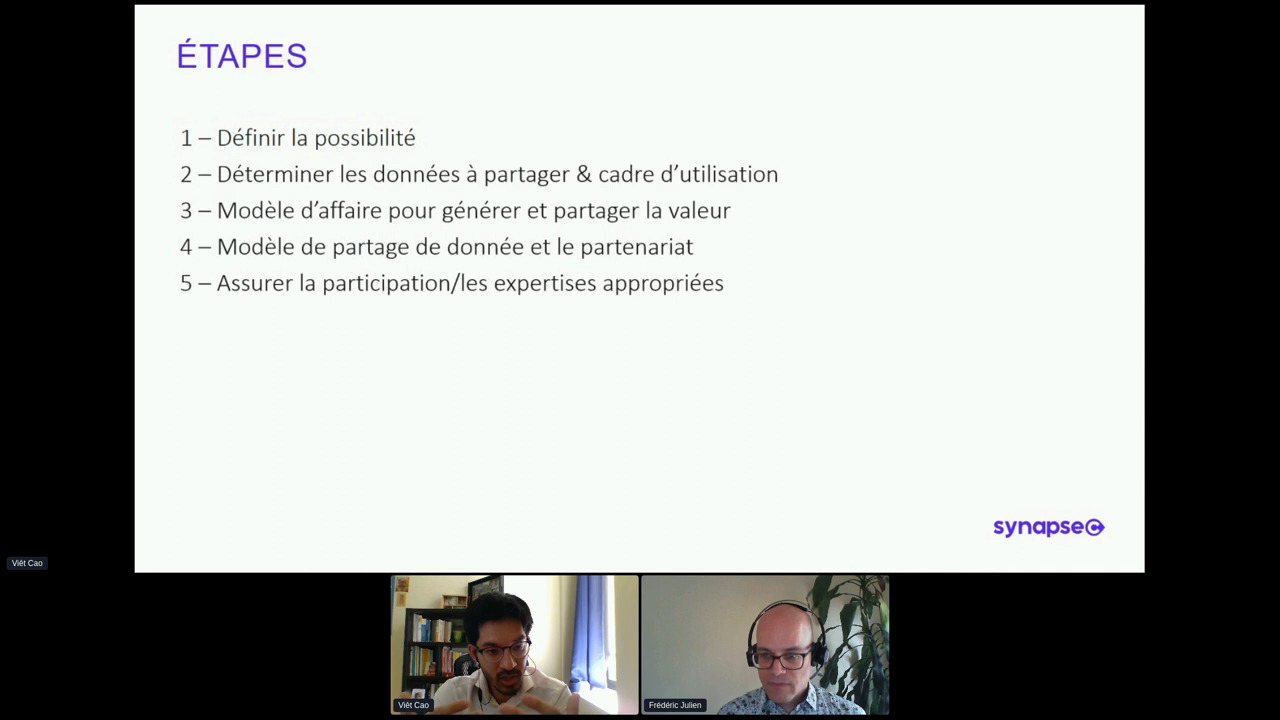 ÉTAPES
1 – Définir la possibilité
2 – Déterminer les données à partager & cadre d’utilisation
3 – Modèle d’affaire pour générer et partager la valeur
4 – Modèle de partage de donnée et le partenariat
5 – Assurer la participation/les expertises appropriées
synapse
Viêt Cao
Viêt Cao
Frédéric Julien